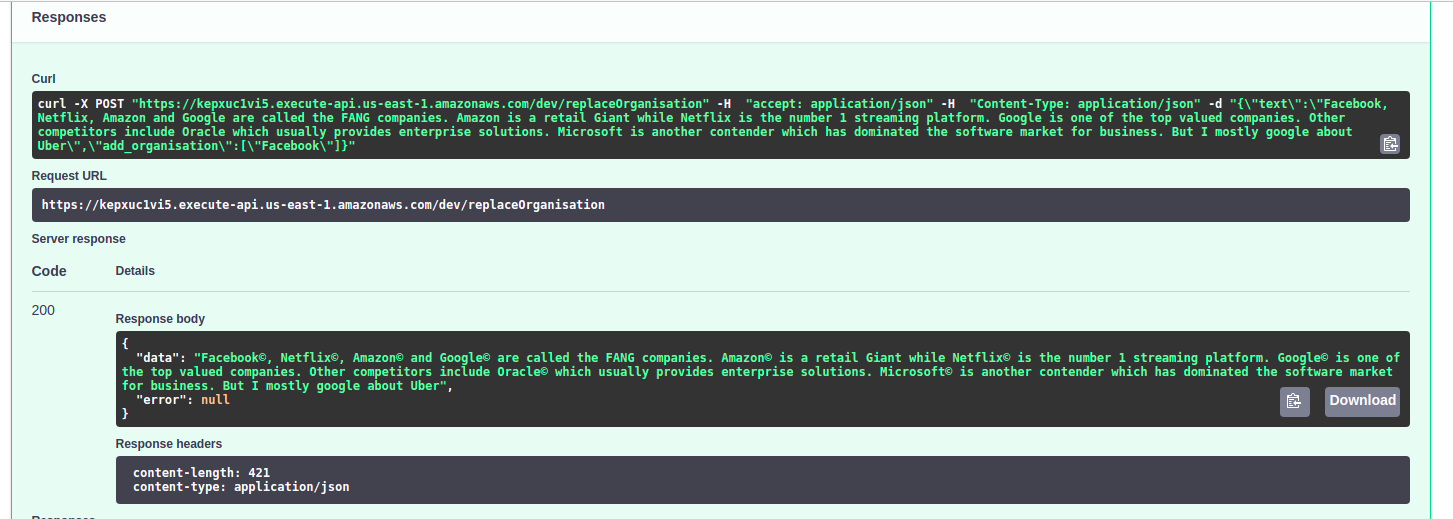 Responses
Curl
curl -X POST "https://kepxuc1vi5.execute-api.us-east-1.amazonaws.com/dev/replaceOrganisation" -H  "accept: application/json" -H  "Content-Type: application/json" -d "{\"text\":\"Facebook,
Netflix, Amazon and Google are called the FANG companies. Amazon is a retail Giant while Netflix is the number 1 streaming platform. Google is one of the top valued companies. Other
competitors include Oracle which usually provides enterprise solutions. Microsoft is another contender which has dominated the software market for business. But I mostly google about
Uber\",\"add_organisation\":[\"Facebook\"]}"
Request URL
https://kepxuc1vi5.execute-api.us-east-1.amazonaws.com/dev/replaceOrganisation
Server response
Code Details
200
Response body
{
"data": "Facebook©, Netflix©, Amazon© and Google© are called the FANG companies. Amazon© is a retail Giant while Netflix© is the number 1 streaming platform. Google© is one of
the top valued companies. Other competitors include Oracle© which usually provides enterprise solutions. Microsoft© is another contender which has dominated the software market
for business. But I mostly google about Uber",
"error": null
}
Download
Response headers
content-length: 421
content-type: application/json
Responses